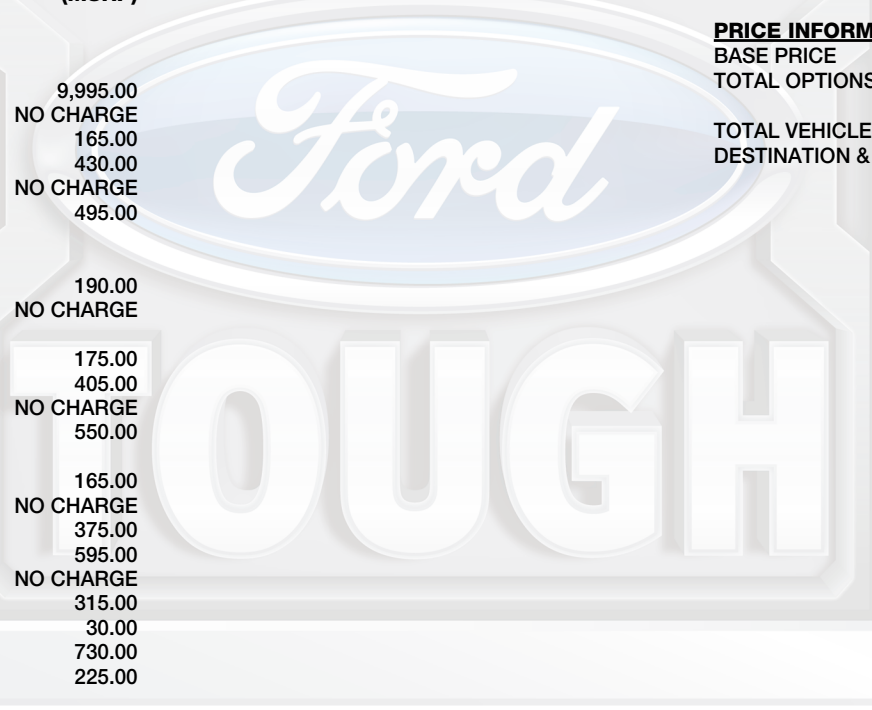 9,995.00
NO CHARGE
165.00
430.00
NO CHARGE
495.00
190.00
NO CHARGE
175.00
405.00
NO CHARGE
550.00
165.00
NO CHARGE
375.00
595.00
NO CHARGE
315.00
30.00
730.00
225.00
PRICE INFORM
BASE PRICE
TOTAL OPTIONS
TOTAL VEHICLE
DESTINATION &
Ford
TOUGH